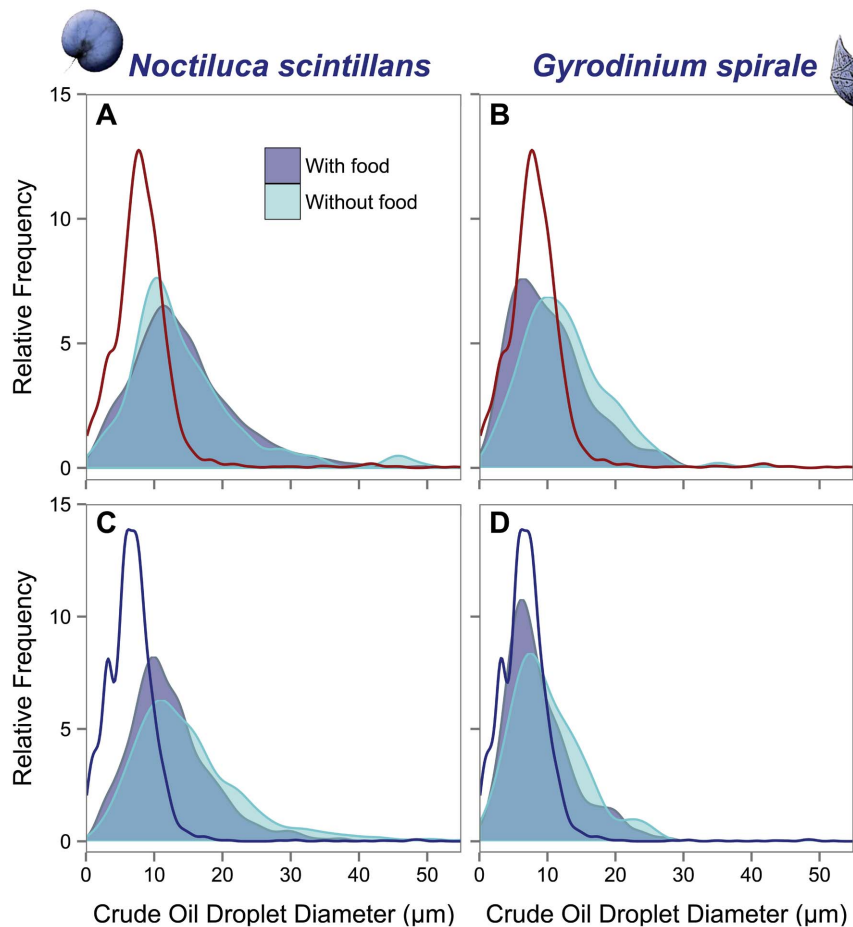 Noctiluca scintillans
Gyrodinium spirale
15
10
5
0
Relative Frequency
A
With food
Without food
B
15
10
5
0
Relative Frequency
C
D
0 10 20 30 40 50
0 10 20 30 40 50
Crude Oil Droplet Diameter (µm)
Crude Oil Droplet Diameter (µm)